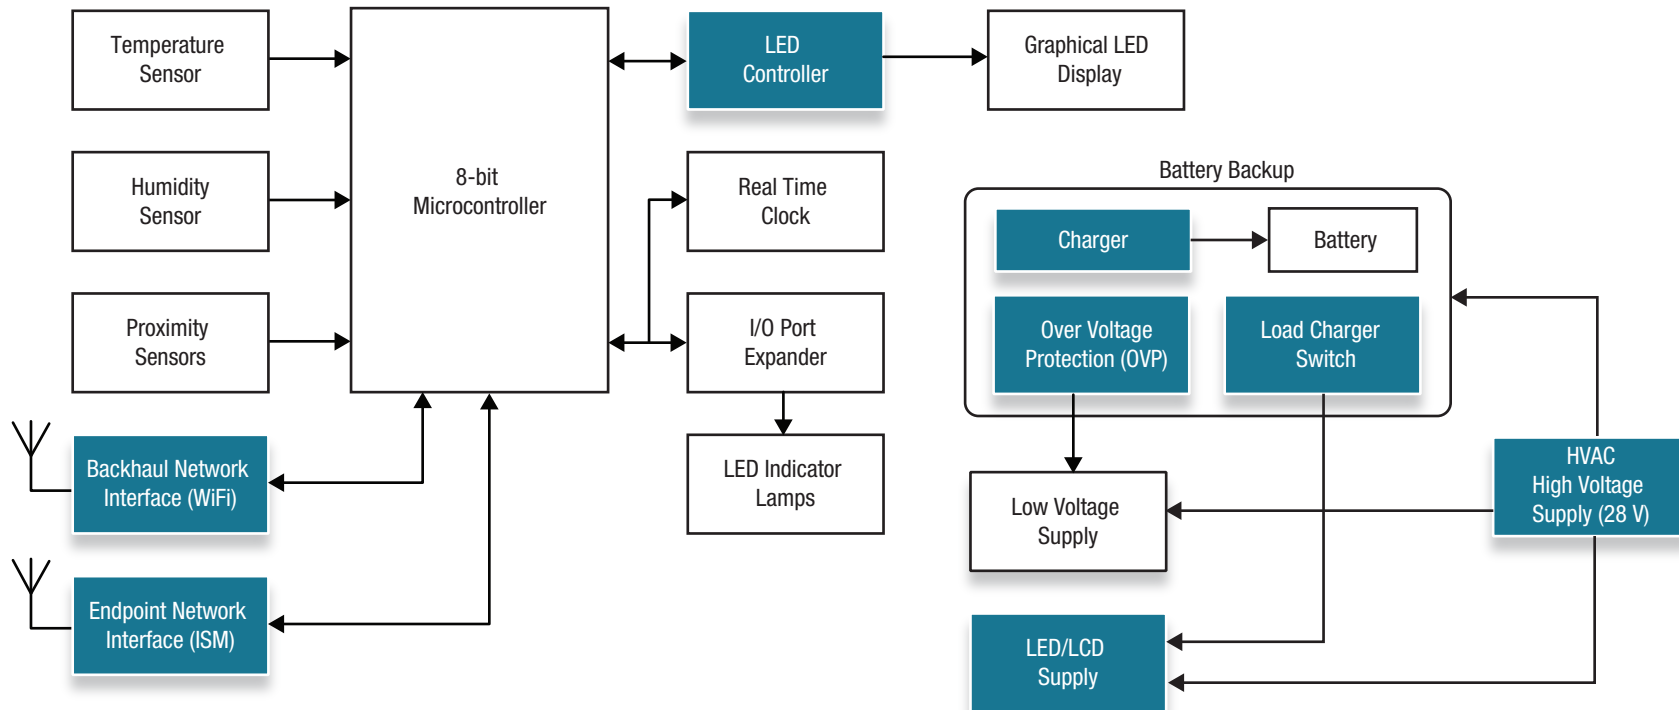 Temperature
Sensor
Humidity
Sensor
Proximity
Sensors
Backhaul Network
Interface (WiFi)
Endpoint Network
Interface (ISM)
8-bit
Microcontroller
LED
Controller
Graphical LED
Display
Real Time
Clock
I/O Port
Expander
LED Indicator
Lamps
Battery Backup
Charger
Battery
Over Voltage
Protection (OVP)
Load Charger
Switch
Low Voltage
Supply
HVAC
High Voltage
Supply (28 V)
LED/LCD
Supply